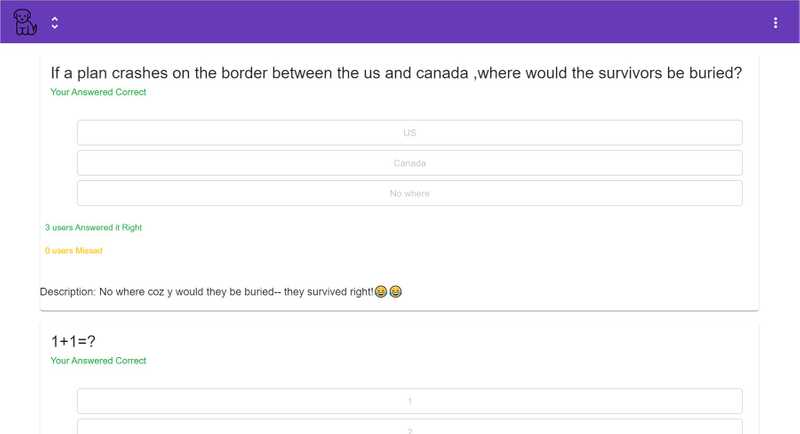 If a plan crashes on the border between the us and canada ,where would the survivors be buried?
Your Answered Correct
US
Canada
No where
3 users Answered it Right
0 users Missed
Description: No where coz y would they be buried-- they survived right!😂😂
1+1=?
Your Answered Correct
1
2